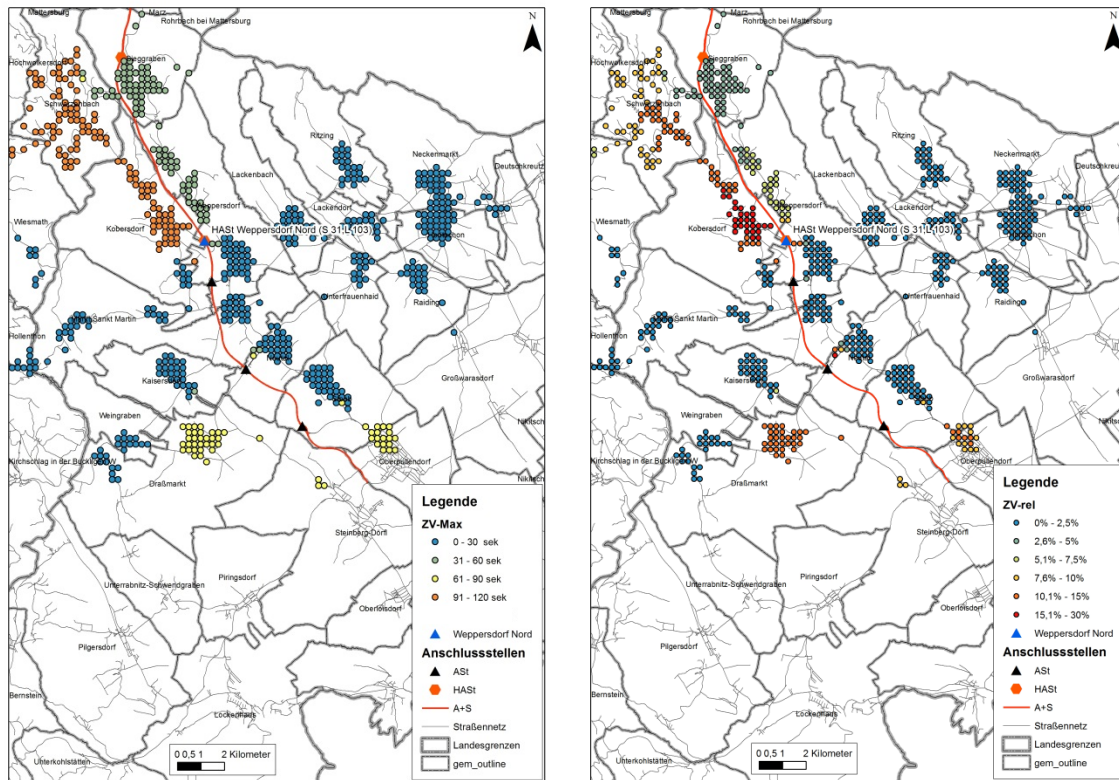 Mattersburg
Marz
Rohrbach bei Mattersburg
N
Hochwolkersdorf
Sieggraben
Schwarzenbach
Ritzing
Neckenmarkt
Deutschkreutz
Lackenbach
Weppersdorf
Lackendorf
Wiesmath
Kobersdorf
HASt Weppersdorf Nord (S 31,L 103)
Unterfrauenhaid
Raiding
Markt Sankt Martin
Hollenthon
Großwarasdorf
Kaisersdorf
Weingraben
Nikitsch
Kirchschlag in der Buckligen W
Oberpullendorf
Draßmarkt
Nikitsch
Steinberg-Dörfl
Piringsdorf
Unterrabnitz-Schwendgraben
Oberloisdorf
Pilgersdorf
Bernstein
Lockenhaus
Unterkohlstätten
0 0,5 1 2 Kilometer
Legende
ZV-Max
0 - 30 sek
31 - 60 sek
61 - 90 sek
91 - 120 sek
Weppersdorf Nord
Anschlussstellen
ASt
HASt
A+S
Straßennetz
Landesgrenzen
gem_outline
Mattersburg
Marz
Rohrbach bei Mattersburg
N
Hochwolkersdorf
Sieggraben
Schwarzenbach
Ritzing
Neckenmarkt
Deutschkreutz
Lackenbach
Weppersdorf
Lackendorf
Wiesmath
Kobersdorf
HASt Weppersdorf Nord (S 31,L 103)
Unterfrauenhaid
Raiding
Markt Sankt Martin
Hollenthon
Großwarasdorf
Kaisersdorf
Weingraben
Nikitsch
Kirchschlag in der Buckligen W
Oberpullendorf
Draßmarkt
Steinberg-Dörfl
Piringsdorf
Unterrabnitz-Schwendgraben
Oberloisdorf
Pilgersdorf
Bernstein
Lockenhaus
Unterkohlstätten
0 0,5 1 2 Kilometer
Legende
ZV-rel
0% - 2,5%
2,6% - 5%
5,1% - 7,5%
7,6% - 10%
10,1% - 15%
15,1% - 30%
Weppersdorf Nord
Anschlussstellen
ASt
HASt
A+S
Straßennetz
Landesgrenzen
gem_outline